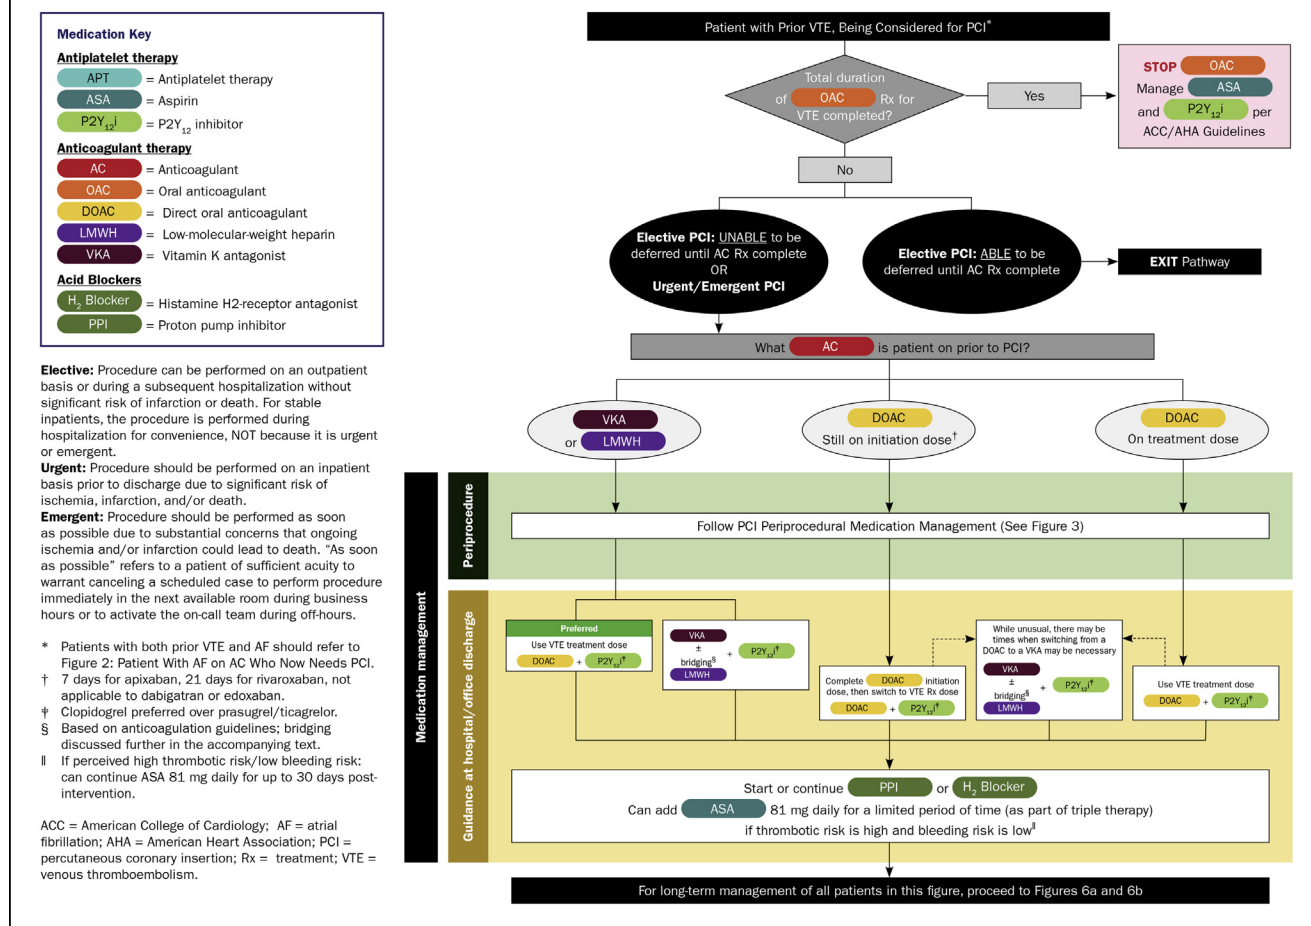 Medication Key
Antiplatelet therapy
APT = Antiplatelet therapy
ASA = Aspirin
P2Y12i = P2Y12 inhibitor
Anticoagulant therapy
AC = Anticoagulant
OAC = Oral anticoagulant
DOAC = Direct oral anticoagulant
LMWH = Low-molecular-weight heparin
VKA = Vitamin K antagonist
Acid Blockers
H2 Blocker = Histamine H2-receptor antagonist
PPI = Proton pump inhibitor
Elective: Procedure can be performed on an outpatient
basis or during a subsequent hospitalization without
significant risk of infarction or death. For stable
inpatients, the procedure is performed during
hospitalization for convenience, NOT because it is urgent
or emergent.
Urgent: Procedure should be performed on an inpatient
basis prior to discharge due to significant risk of
ischemia, infarction, and/or death.
Emergent: Procedure should be performed as soon
as possible due to substantial concerns that ongoing
ischemia and/or infarction could lead to death. “As soon
as possible” refers to a patient of sufficient acuity to
warrant canceling a scheduled case to perform procedure
immediately in the next available room during business
hours or to activate the on-call team during off-hours.
* Patients with both prior VTE and AF should refer to
Figure 2: Patient With AF on AC Who Now Needs PCI.
† 7 days for apixaban, 21 days for rivaroxaban, not
applicable to dabigatran or edoxaban.
ǂ Clopidogrel preferred over prasugrel/ticagrelor.
§ Based on anticoagulation guidelines; bridging
discussed further in the accompanying text.
‖ If perceived high thrombotic risk/low bleeding risk:
can continue ASA 81 mg daily for up to 30 days post-
intervention.
ACC = American College of Cardiology; AF = atrial
fibrillation; AHA = American Heart Association; PCI =
percutaneous coronary insertion; Rx = treatment; VTE =
venous thromboembolism.
Patient with Prior VTE, Being Considered for PCI*
Total duration
of OAC Rx for
VTE completed?
Yes
STOP OAC
Manage ASA
and P2Y12i per
ACC/AHA Guidelines
No
Elective PCI: UNABLE to be
deferred until AC Rx complete
OR
Urgent/Emergent PCI
Elective PCI: ABLE to be
deferred until AC Rx complete
EXIT Pathway
What AC is patient on prior to PCI?
VKA
or LMWH
DOAC
Still on initiation dose†
DOAC
On treatment dose
Medication management
Periprocedure
Follow PCI Periprocedural Medication Management (See Figure 3)
Guidance at hospital/office discharge
Preferred
Use VTE treatment dose
DOAC + P2Y12iǂ
VKA
±
bridging§
LMWH
+ P2Y12iǂ
Complete DOAC initiation
dose, then switch to VTE Rx dose
DOAC + P2Y12iǂ
While unusual, there may be
times when switching from a
DOAC to a VKA may be necessary
VKA
±
bridging§
LMWH
+ P2Y12iǂ
Use VTE treatment dose
DOAC + P2Y12iǂ
Start or continue PPI or H2 Blocker
Can add ASA 81 mg daily for a limited period of time (as part of triple therapy)
if thrombotic risk is high and bleeding risk is low‖
For long-term management of all patients in this figure, proceed to Figures 6a and 6b